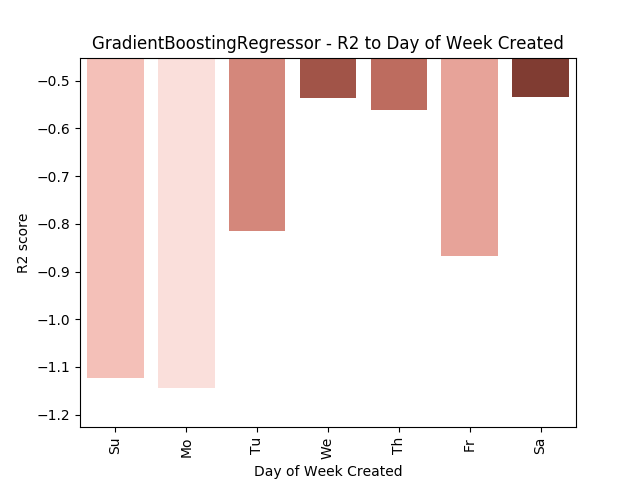 GradientBoostingRegressor - R2 to Day of Week Created
−0.5
−0.6
−0.7
−0.8
−0.9
−1.0
−1.1
−1.2
R2 score
Su
Mo
Tu
We
Th
Fr
Sa
Day of Week Created